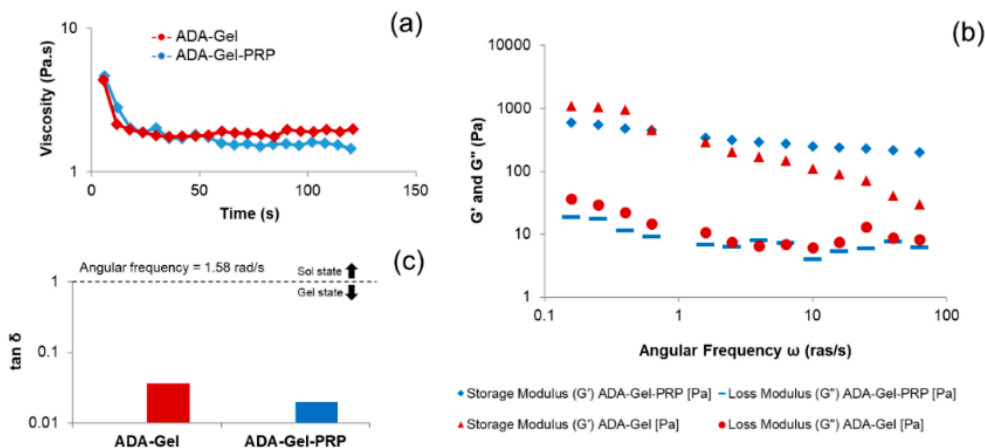 (a)
10
1
Viscosity (Pa.s)
ADA-Gel
ADA-Gel-PRP
0 50 100 150
Time (s)
(b)
10000
1000
100
10
1
G' and G" (Pa)
0.1 1 10 100
Angular Frequency ω (ras/s)
Storage Modulus (G') ADA-Gel-PRP [Pa]
Loss Modulus (G") ADA-Gel-PRP [Pa]
Storage Modulus (G') ADA-Gel [Pa]
Loss Modulus (G") ADA-Gel [Pa]
(c)
Angular frequency = 1.58 rad/s
Sol state
Gel state
1
0.1
0.01
tan δ
ADA-Gel ADA-Gel-PRP